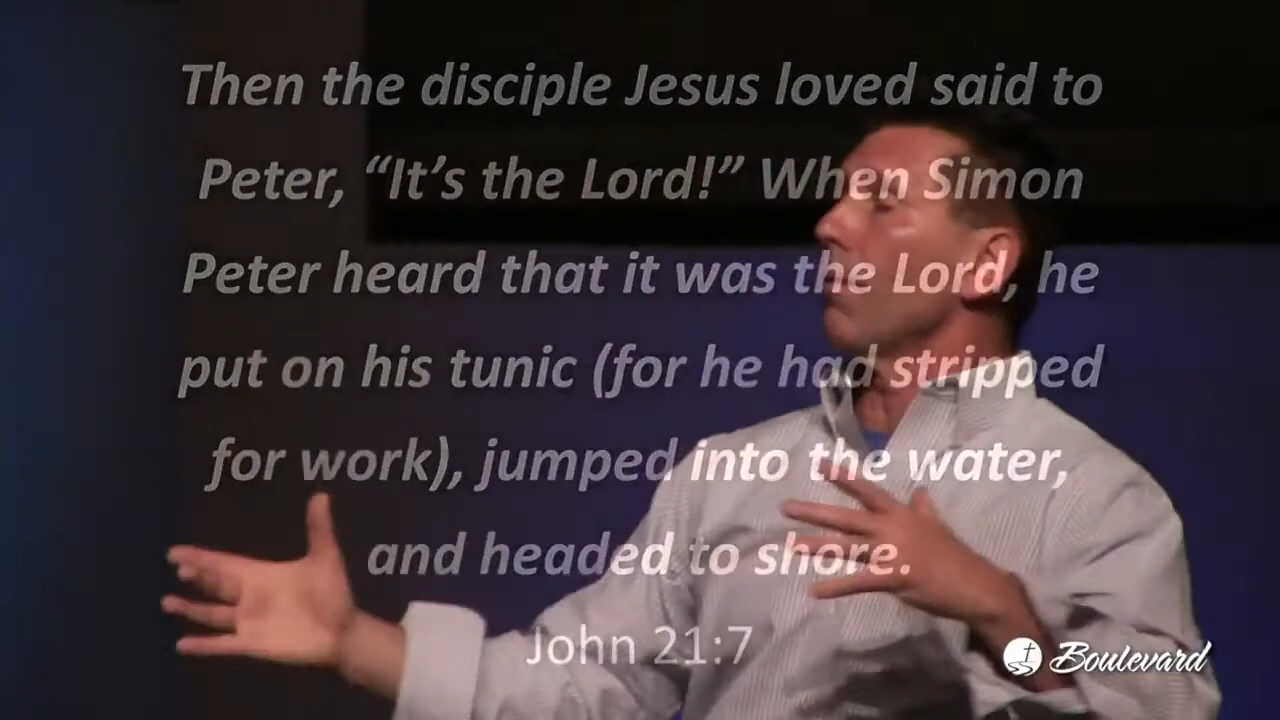 Then the disciple Jesus loved said to
Peter, “It’s the Lord!” When Simon
Peter heard that it was the Lord, he
put on his tunic (for he had stripped
for work), jumped into the water,
and headed to shore.
John 21:7
Boulevard